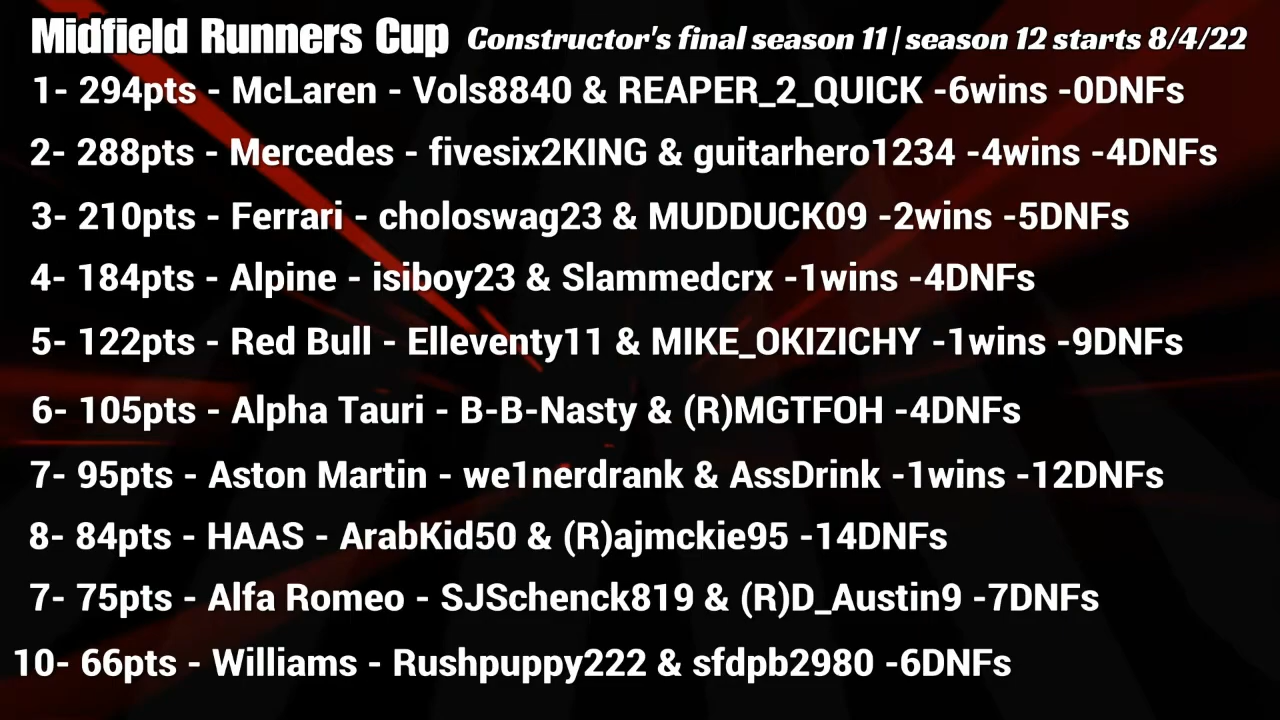 Midfield Runners Cup Constructor's final season 11 | season 12 starts 8/4/22
1- 294pts - McLaren - Vols8840 & REAPER_2_QUICK -6wins -0DNFs
2- 288pts - Mercedes - fivesix2KING & guitarhero1234 -4wins -4DNFs
3- 210pts - Ferrari - choloswag23 & MUDDUCK09 -2wins -5DNFs
4- 184pts - Alpine - isiboy23 & Slammedcrx -1wins -4DNFs
5- 122pts - Red Bull - Elleventy11 & MIKE_OKIZICHY -1wins -9DNFs
6- 105pts - Alpha Tauri - B-B-Nasty & (R)MGTFOH -4DNFs
7- 95pts - Aston Martin - we1nerdrank & AssDrink -1wins -12DNFs
8- 84pts - HAAS - ArabKid50 & (R)ajmckie95 -14DNFs
7- 75pts - Alfa Romeo - SJSchenck819 & (R)D_Austin9 -7DNFs
10- 66pts - Williams - Rushpuppy222 & sfdpb2980 -6DNFs